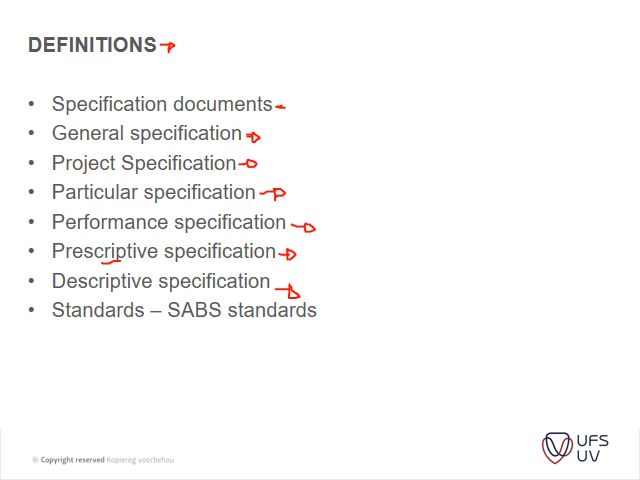 DEFINITIONS
• Specification documents
• General specification
• Project Specification
• Particular specification
• Performance specification
• Prescriptive specification
• Descriptive specification
• Standards – SABS standards
© Copyright reserved Kopiereg voorbehou
UFS
UV